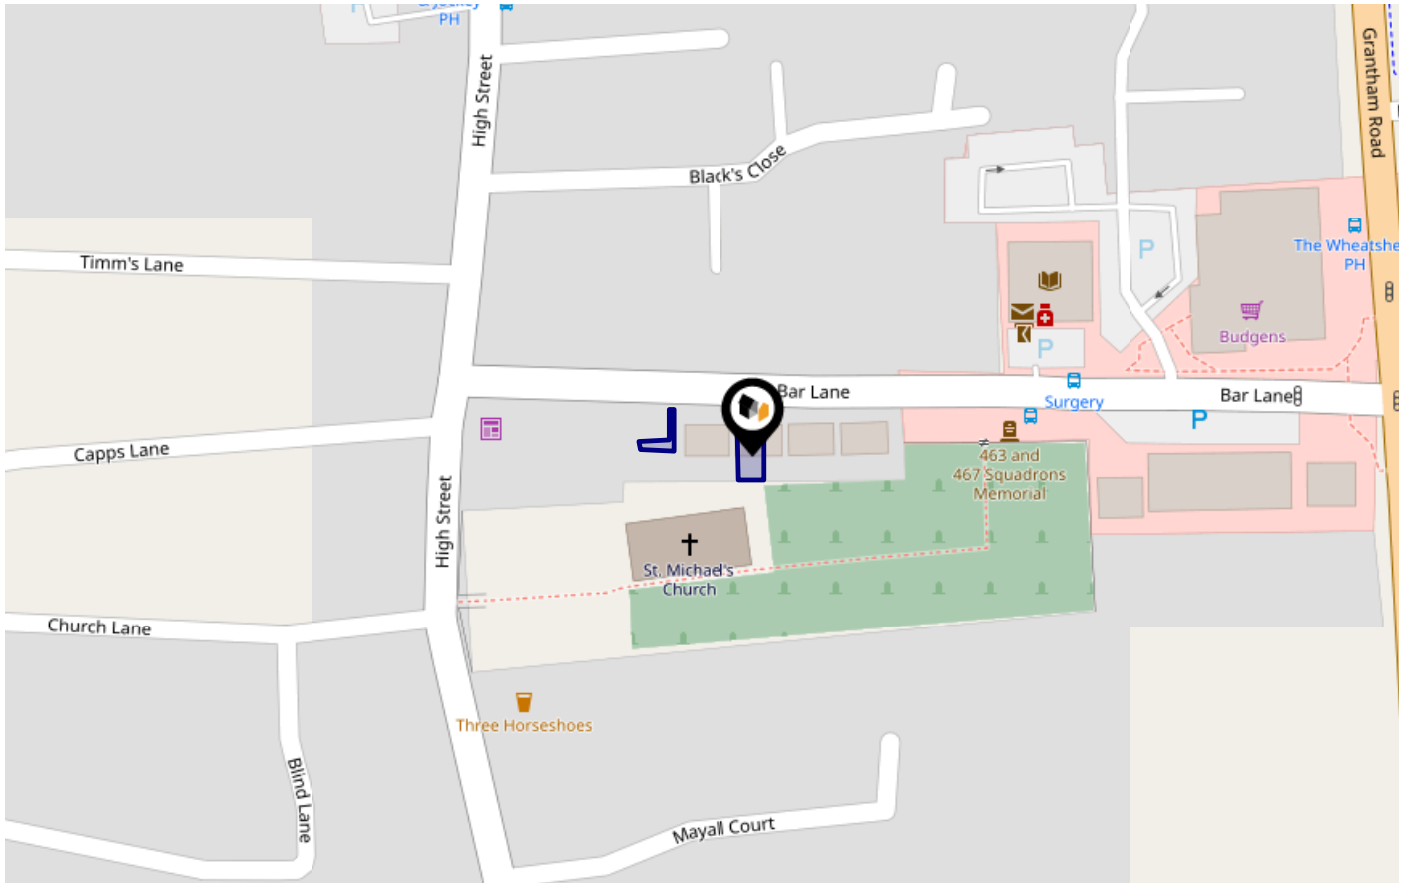 PH
High Street
Grantham Road
Black's Close
Timm's Lane
P
The Wheatshe
PH
P
Budgens
Bar Lane
Surgery
Bar Lane
P
Capps Lane
463 and
467 Squadrons
Memorial
High Street
St. Michael's
Church
Church Lane
Three Horseshoes
Blind Lane
Mayall Court